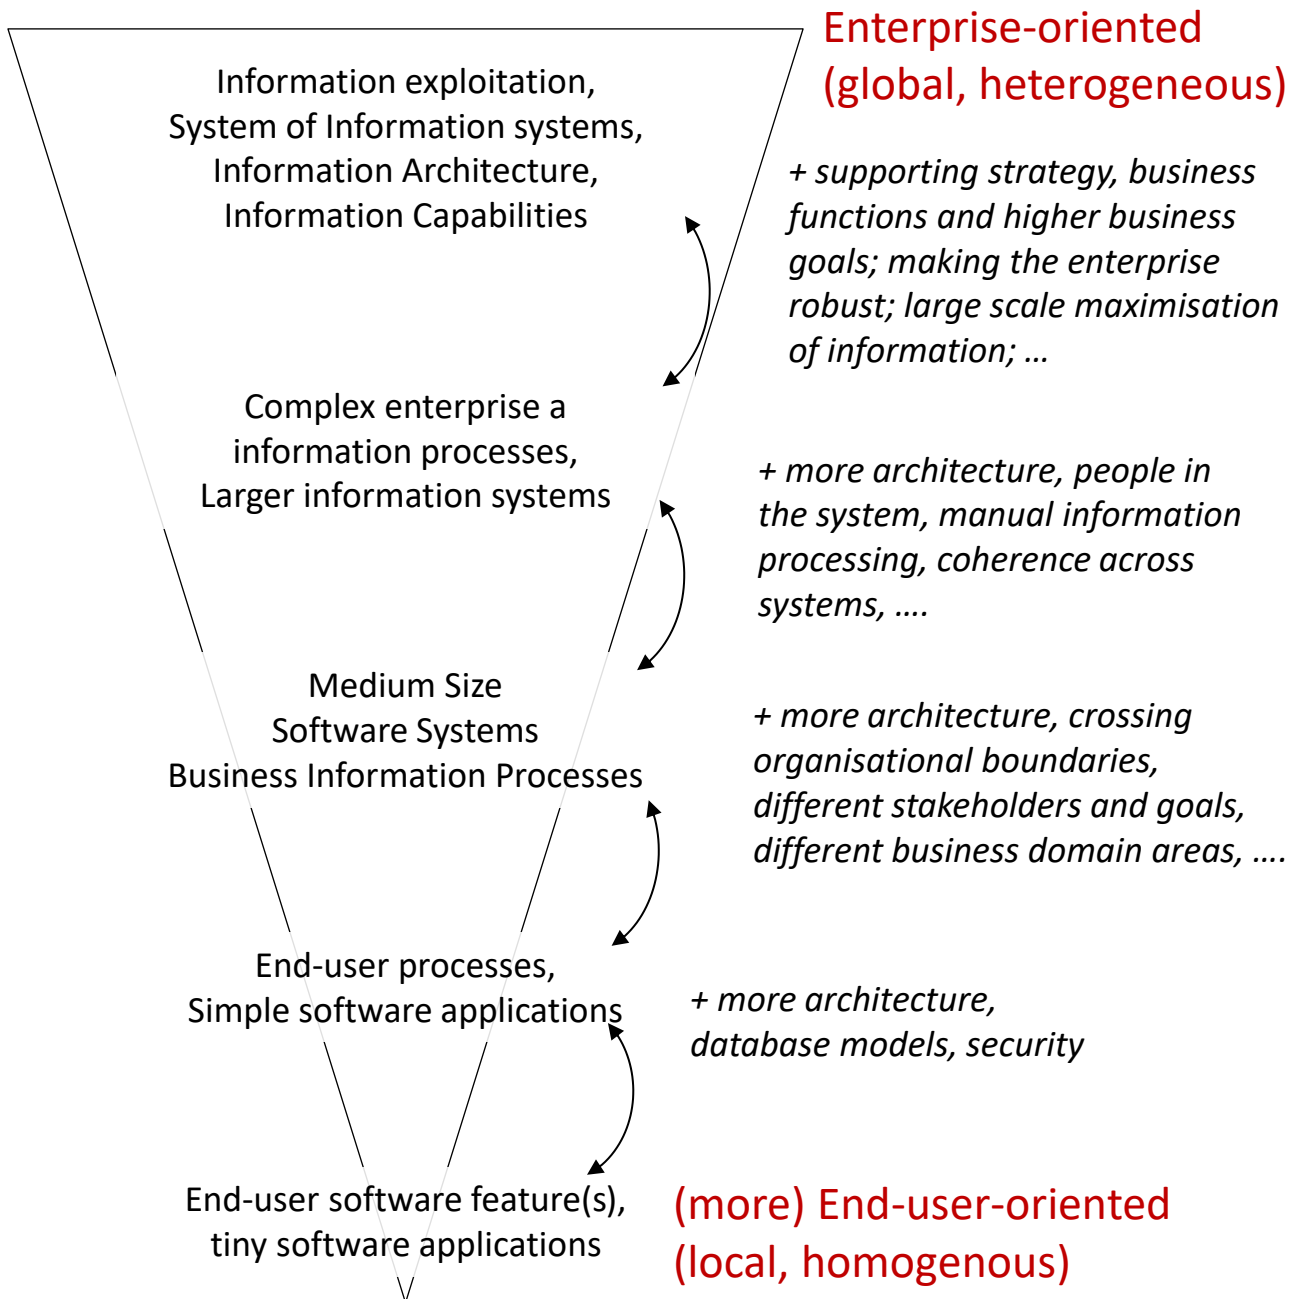 Enterprise-oriented
(global, heterogeneous)
Information exploitation,
System of Information systems,
Information Architecture,
Information Capabilities
+ supporting strategy, business
functions and higher business
goals; making the enterprise
robust; large scale maximisation
of information; …
Complex enterprise a
information processes,
Larger information systems
+ more architecture, people in
the system, manual information
processing, coherence across
systems, ….
Medium Size
Software Systems
Business Information Processes
+ more architecture, crossing
organisational boundaries,
different stakeholders and goals,
different business domain areas, ….
End-user processes,
Simple software applications
+ more architecture,
database models, security
End-user software feature(s),
tiny software applications
(more) End-user-oriented
(local, homogenous)